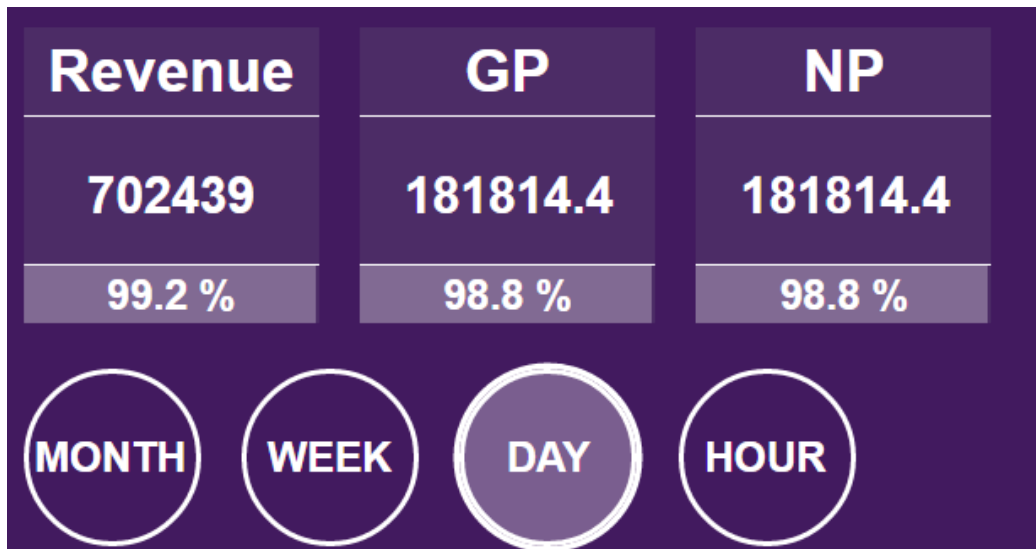 Revenue GP NP
702439 181814.4 181814.4
99.2 % 98.8 % 98.8 %
MONTH WEEK DAY HOUR